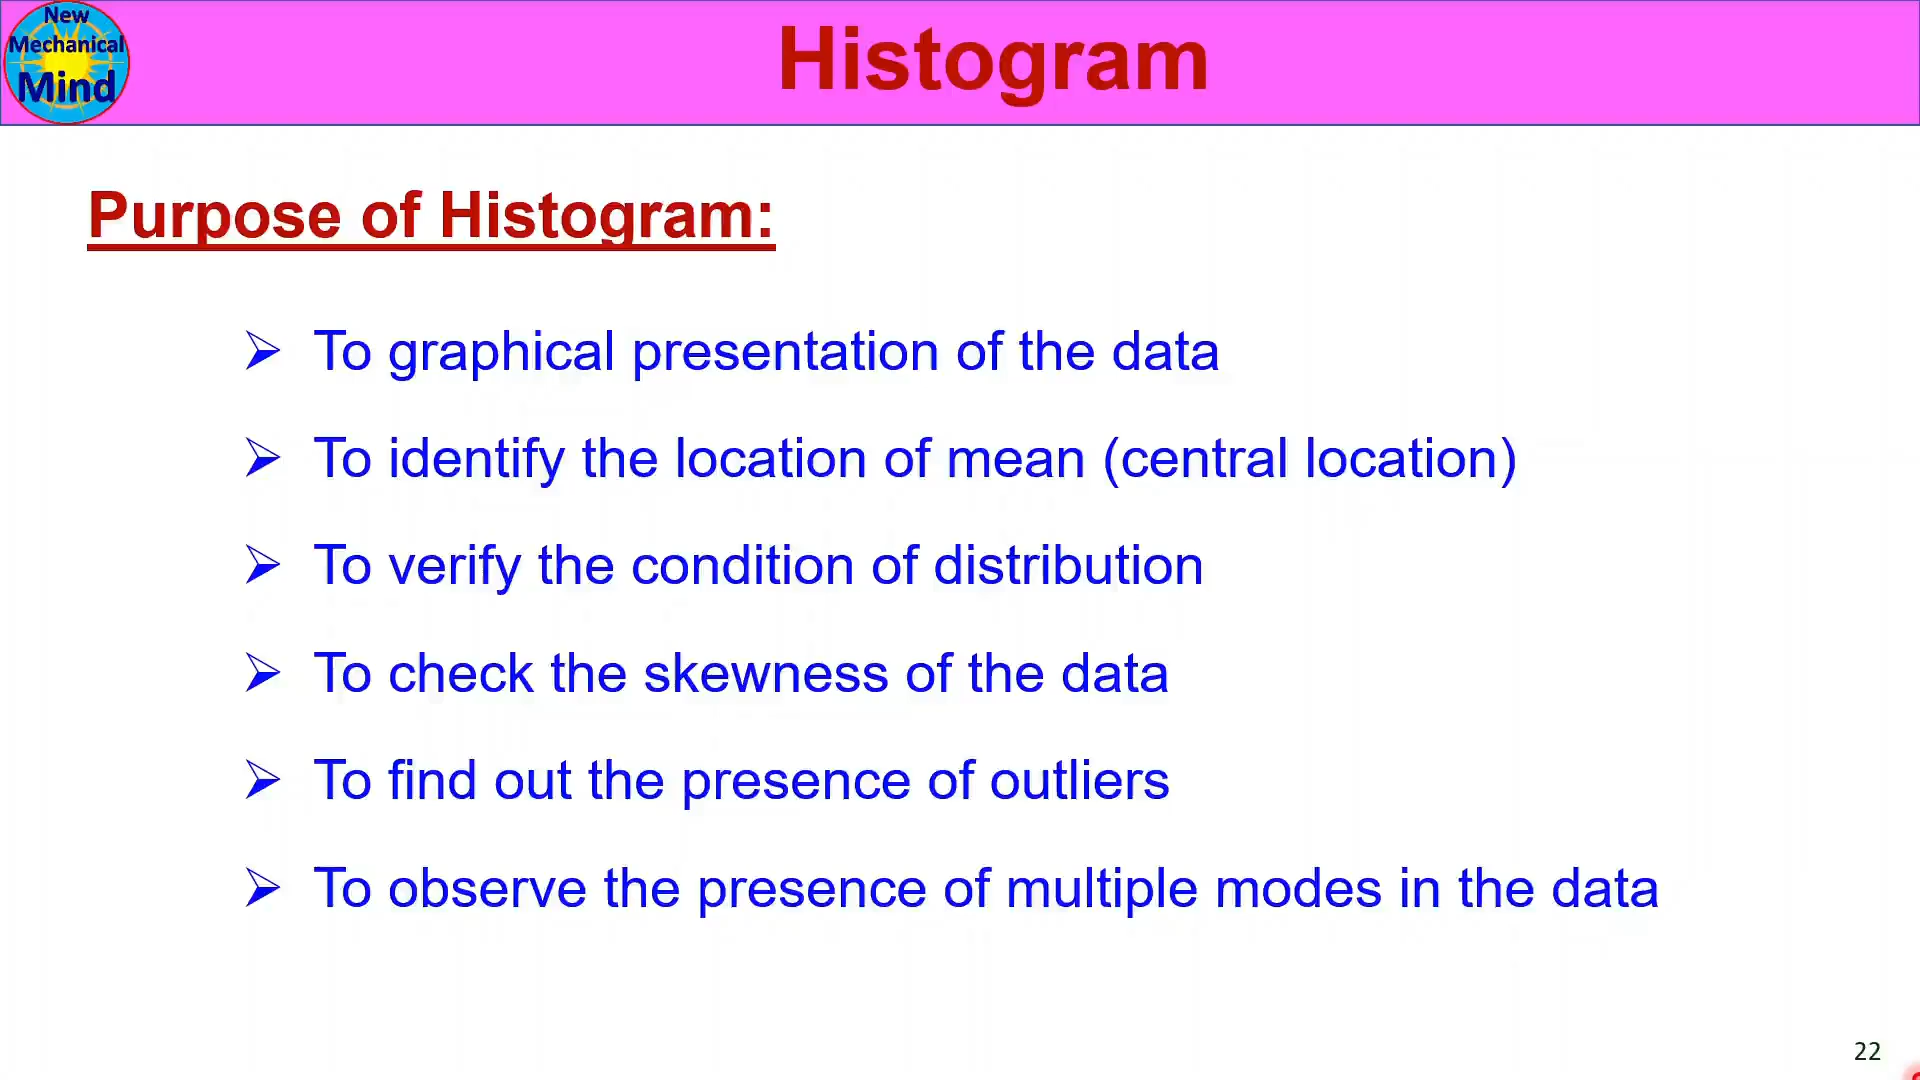 New
Mechanical
Mind
Histogram
Purpose of Histogram:
➢ To graphical presentation of the data
➢ To identify the location of mean (central location)
➢ To verify the condition of distribution
➢ To check the skewness of the data
➢ To find out the presence of outliers
➢ To observe the presence of multiple modes in the data
22